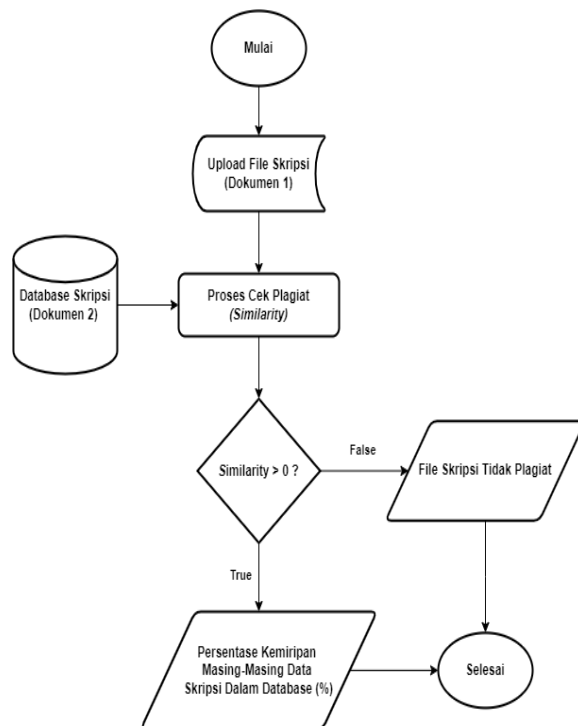 Mulai
Upload File Skripsi
(Dokumen 1)
Database Skripsi
(Dokumen 2)
Proses Cek Plagiat
(Similarity)
Similarity > 0 ?
False
File Skripsi Tidak Plagiat
True
Persentase Kemiripan
Masing-Masing Data
Skripsi Dalam Database (%)
Selesai